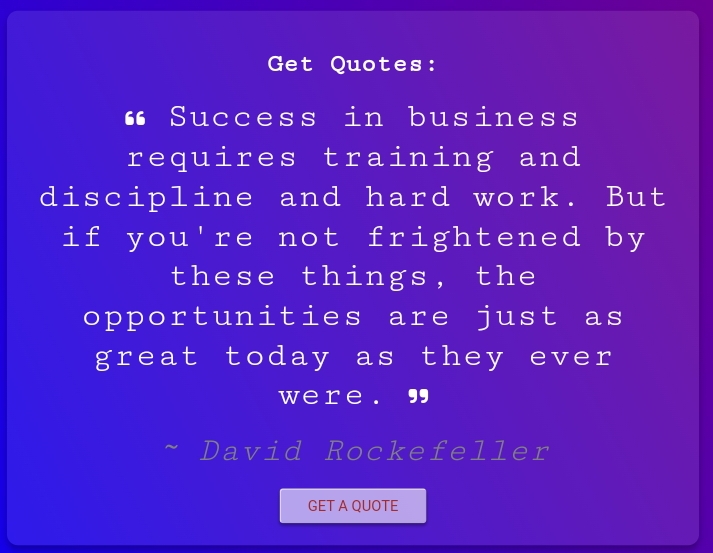 Get Quotes:
❝ Success in business
requires training and
discipline and hard work. But
if you're not frightened by
these things, the
opportunities are just as
great today as they ever
were. ❞
~ David Rockefeller
GET A QUOTE